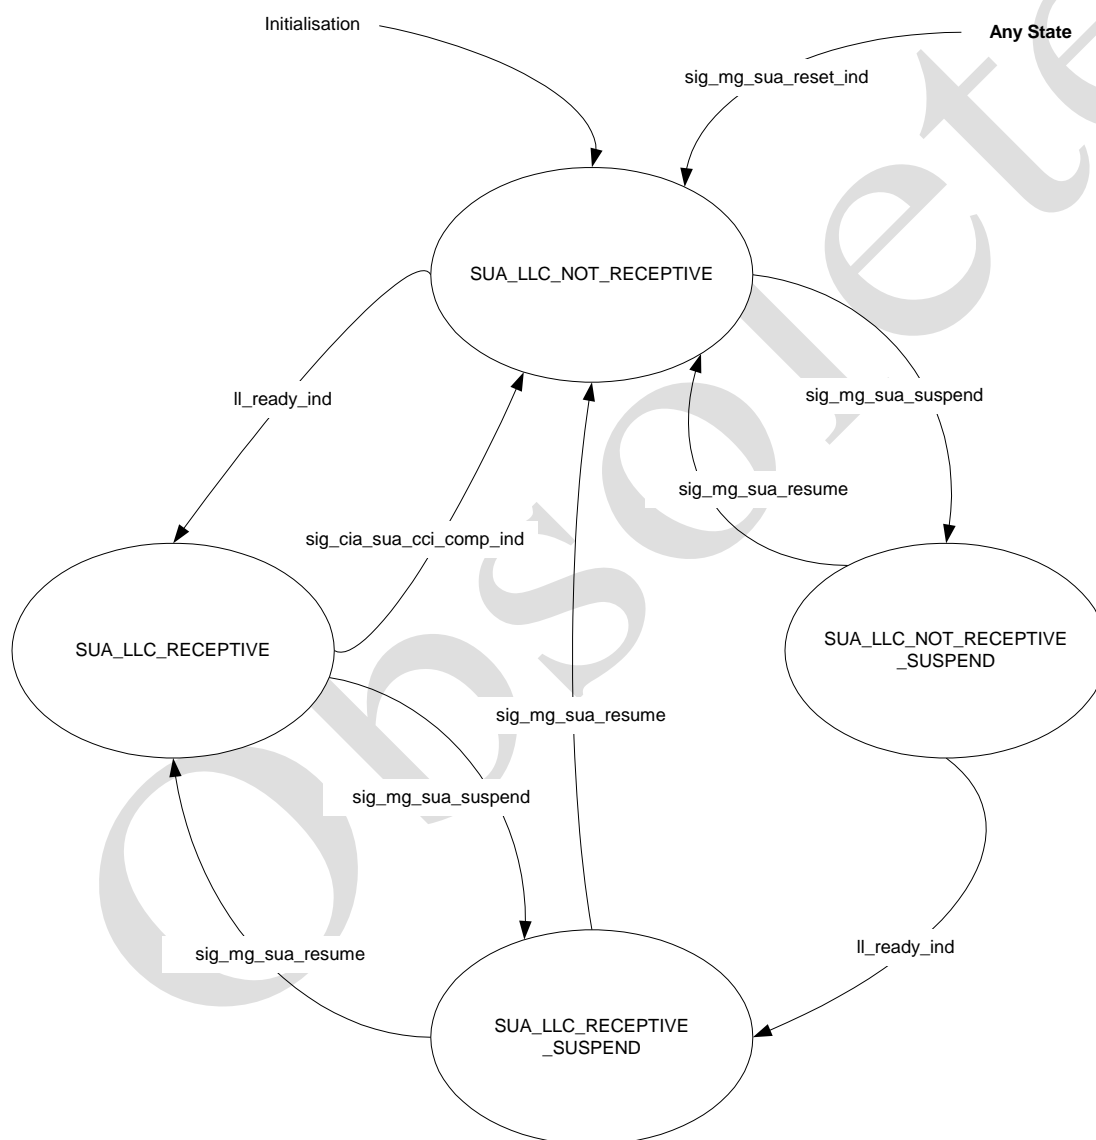 Initialisation
Any State
sig_mg_sua_reset_ind
SUA_LLC_NOT_RECEPTIVE
ll_ready_ind
sig_mg_sua_suspend
sig_mg_sua_resume
sig_cia_sua_cci_comp_ind
SUA_LLC_RECEPTIVE
SUA_LLC_NOT_RECEPTIVE
_SUSPEND
sig_mg_sua_resume
sig_mg_sua_suspend
sig_mg_sua_resume
ll_ready_ind
SUA_LLC_RECEPTIVE
_SUSPEND
Obsolete